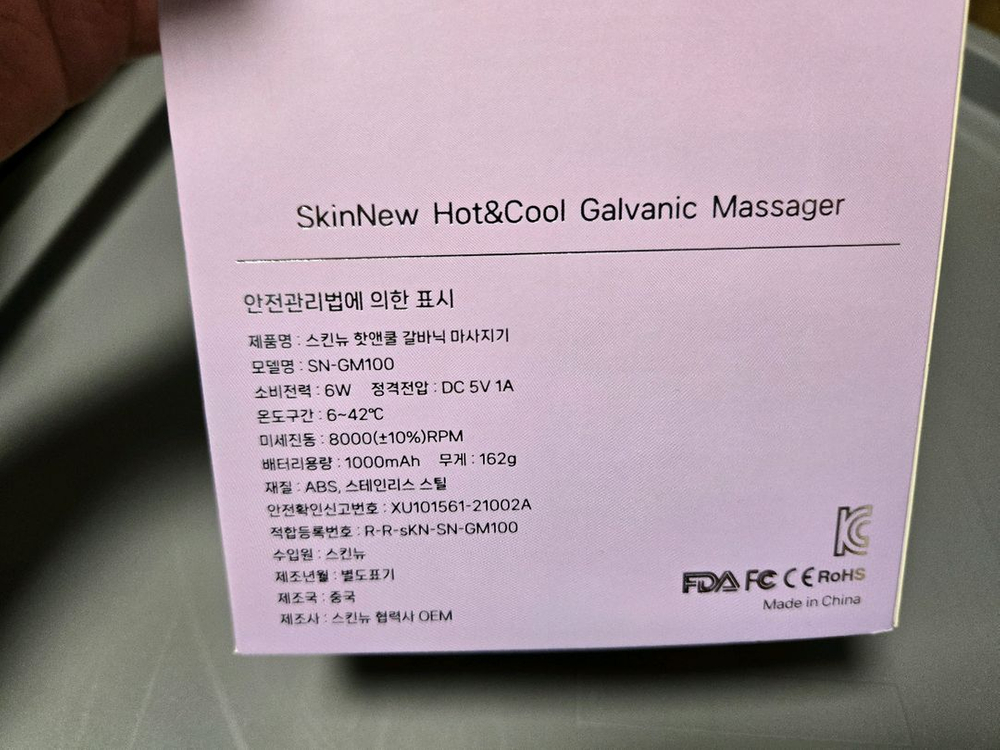 SkinNew Hot&Cool Galvanic Massager
안전관리법에 의한 표시
제품명 : 스킨뉴 핫앤쿨 갈바닉 마사지기
모델명 : SN-GM100
소비전력 : 6W 정격전압 : DC 5V 1A
온도구간 : 6~42℃
미세진동 : 8000(±10%)RPM
배터리용량 : 1000mAh 무게 : 162g
재질 : ABS, 스테인리스 스틸
안전확인신고번호 : XU101561-21002A
적합등록번호 : R-R-sKN-SN-GM100
수입원 : 스킨뉴
제조년월 : 별도표기
제조국 : 중국
제조사 : 스킨뉴 협력사 OEM
KC
FDA FC CE RoHS
Made in China